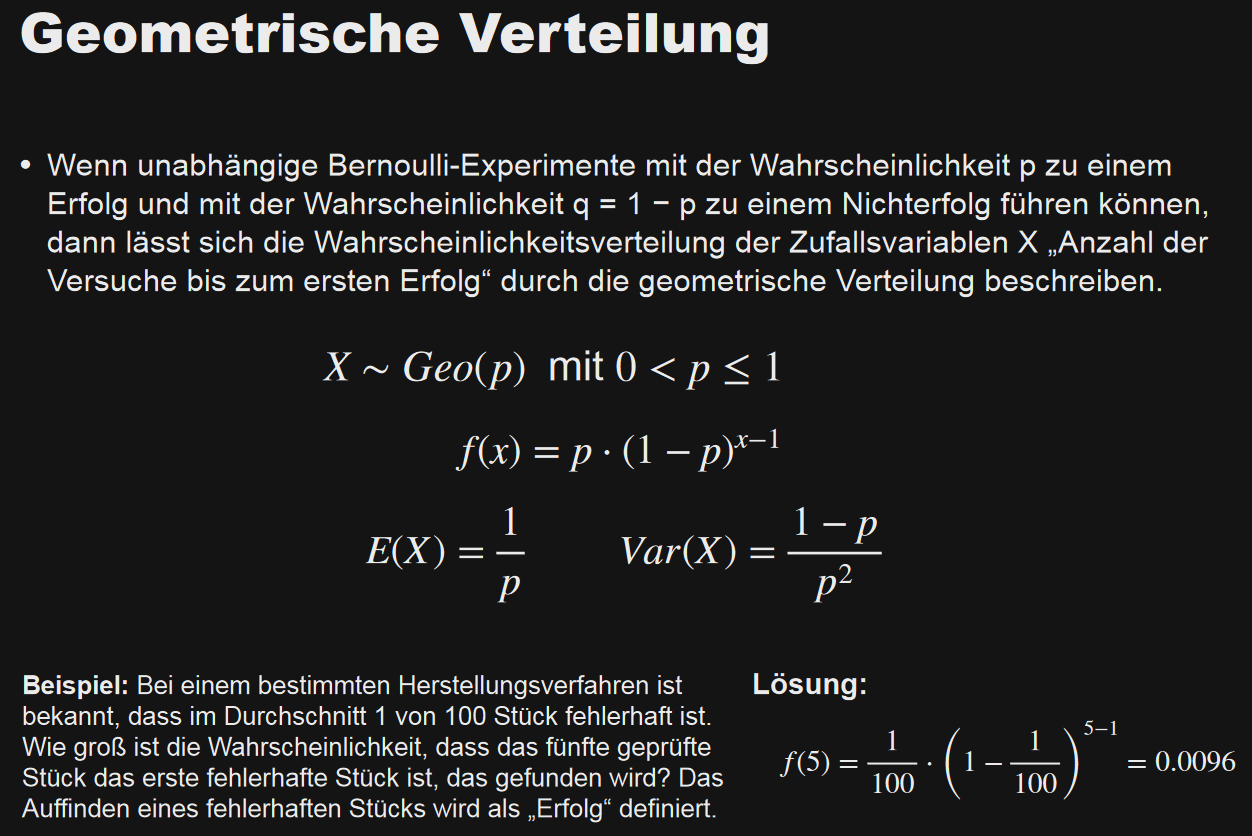 Geometrische Verteilung
• Wenn unabhängige Bernoulli-Experimente mit der Wahrscheinlichkeit p zu einem
Erfolg und mit der Wahrscheinlichkeit q = 1 − p zu einem Nichterfolg führen können,
dann lässt sich die Wahrscheinlichkeitsverteilung der Zufallsvariablen X „Anzahl der
Versuche bis zum ersten Erfolg“ durch die geometrische Verteilung beschreiben.
X ∼ Geo(p) mit 0 < p ≤ 1
f(x) = p · (1 − p)^{x−1}
E(X) = \frac{1}{p} Var(X) = \frac{1 − p}{p^2}
Beispiel: Bei einem bestimmten Herstellungsverfahren ist
bekannt, dass im Durchschnitt 1 von 100 Stück fehlerhaft ist.
Wie groß ist die Wahrscheinlichkeit, dass das fünfte geprüfte
Stück das erste fehlerhafte Stück ist, das gefunden wird? Das
Auffinden eines fehlerhaften Stücks wird als „Erfolg“ definiert.
Lösung:
f(5) = \frac{1}{100} · \left(1 − \frac{1}{100}\right)^{5−1} = 0.0096